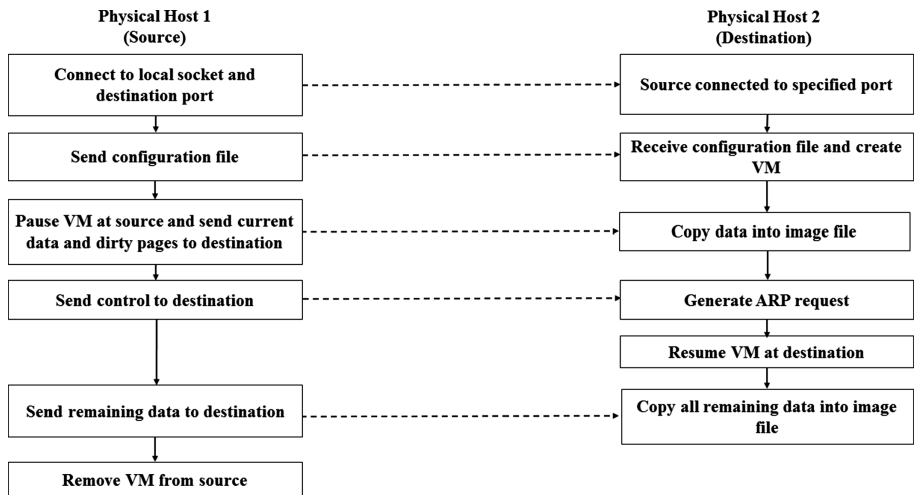 Physical Host 1
(Source)
Physical Host 2
(Destination)
Connect to local socket and
destination port
Source connected to specified port
Send configuration file
Receive configuration file and create
VM
Pause VM at source and send current
data and dirty pages to destination
Copy data into image file
Send control to destination
Generate ARP request
Resume VM at destination
Send remaining data to destination
Copy all remaining data into image
file
Remove VM from source